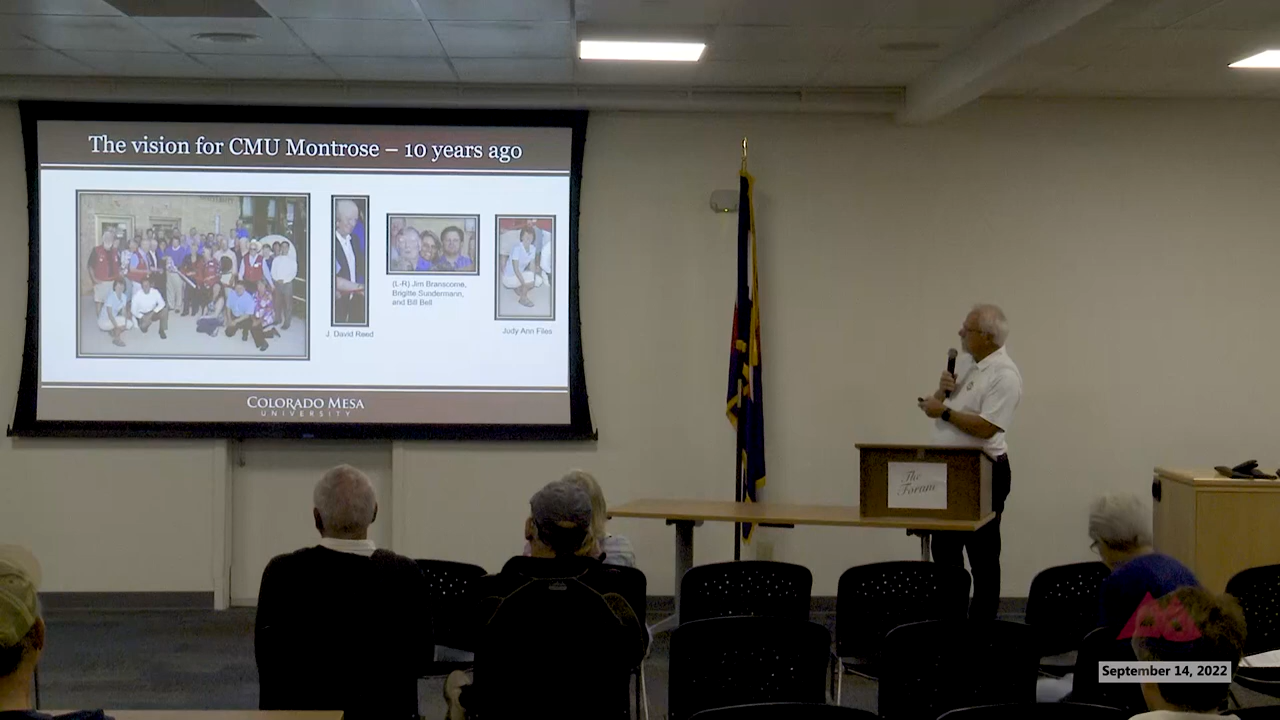 The vision for CMU Montrose – 10 years ago
(L-R) Jim Branscome,
Brigitte Sundermann,
and Bill Bell
J. David Reed
Judy Ann Files
COLORADO MESA
UNIVERSITY
The
Forum
September 14, 2022